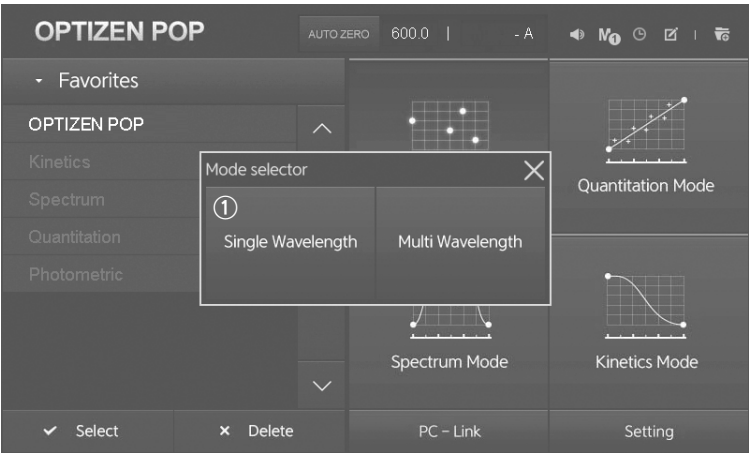 OPTIZEN POP
AUTO ZERO 600.0 | - A
M1
Favorites
OPTIZEN POP
Kinetics
Spectrum
Quantitation
Photometric
Mode selector
①
Single Wavelength
Multi Wavelength
Quantitation Mode
Spectrum Mode
Kinetics Mode
Select
Delete
PC – Link
Setting